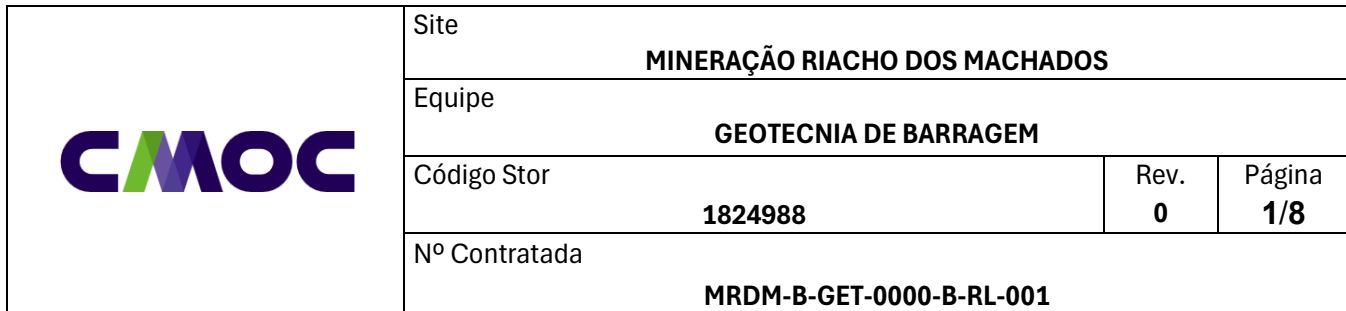 CMOC
Site
MINERAÇÃO RIACHO DOS MACHADOS
Equipe
GEOTECNIA DE BARRAGEM
Código Stor
1824988
Rev.
0
Página
1/8
Nº Contratada
MRDM-B-GET-0000-B-RL-001